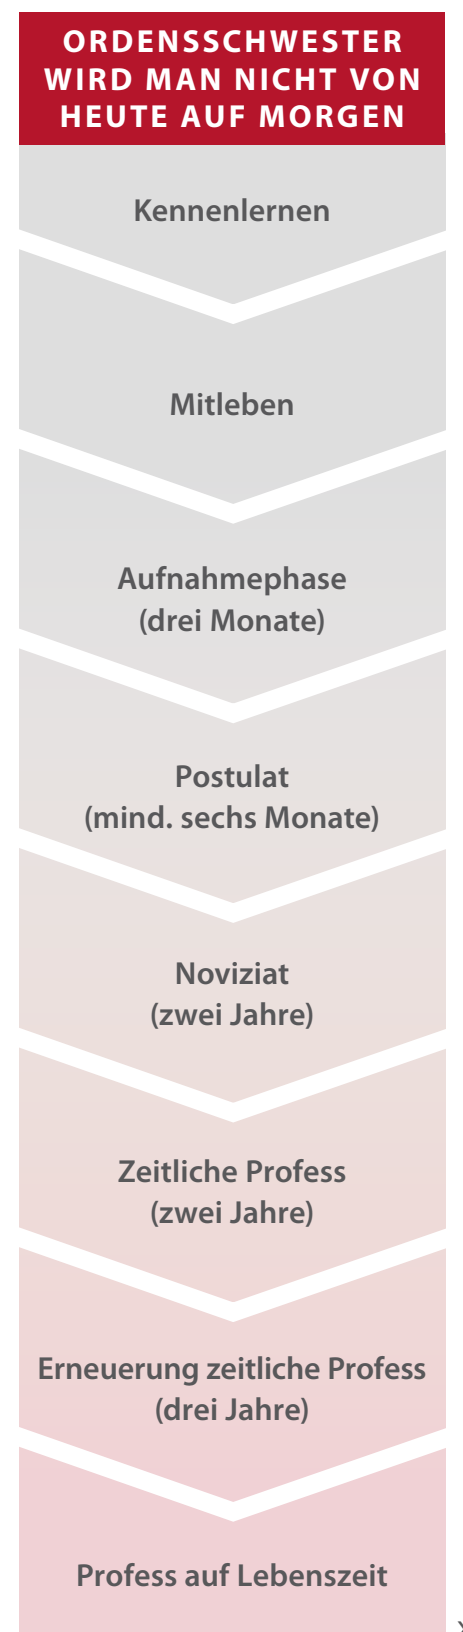 ORDENSSCHWESTER
WIRD MAN NICHT VON
HEUTE AUF MORGEN
Kennenlernen
Mitleben
Aufnahmephase
(drei Monate)
Postulat
(mind. sechs Monate)
Noviziat
(zwei Jahre)
Zeitliche Profess
(zwei Jahre)
Erneuerung zeitliche Profess
(drei Jahre)
Profess auf Lebenszeit